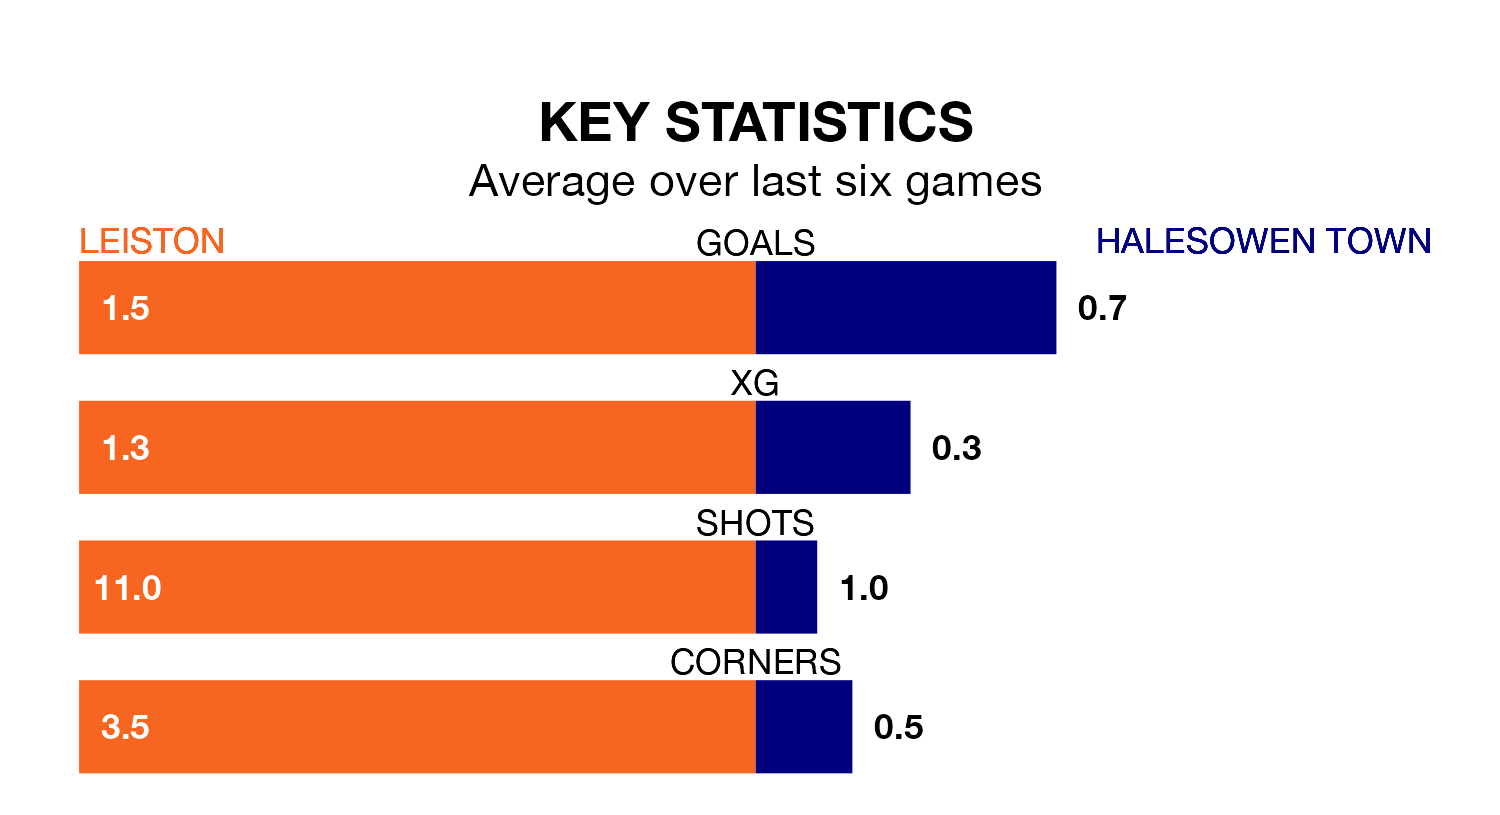 KEY STATISTICS
Average over last six games
LEISTON GOALS HALESOWEN TOWN
1.5 0.7
XG
1.3 0.3
SHOTS
11.0 1.0
CORNERS
3.5 0.5